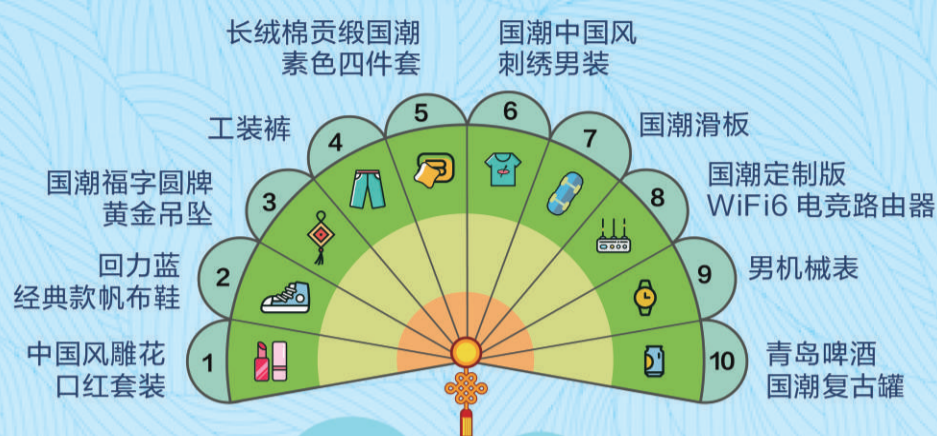 长绒棉贡缎国潮
素色四件套
国潮中国风
刺绣男装
5
6
工装裤
4
7
国潮滑板
国潮福字圆牌
黄金吊坠
3
8
国潮定制版
WiFi6 电竞路由器
回力蓝
经典款帆布鞋
2
9
男机械表
中国风雕花
口红套装
1
10
青岛啤酒
国潮复古罐